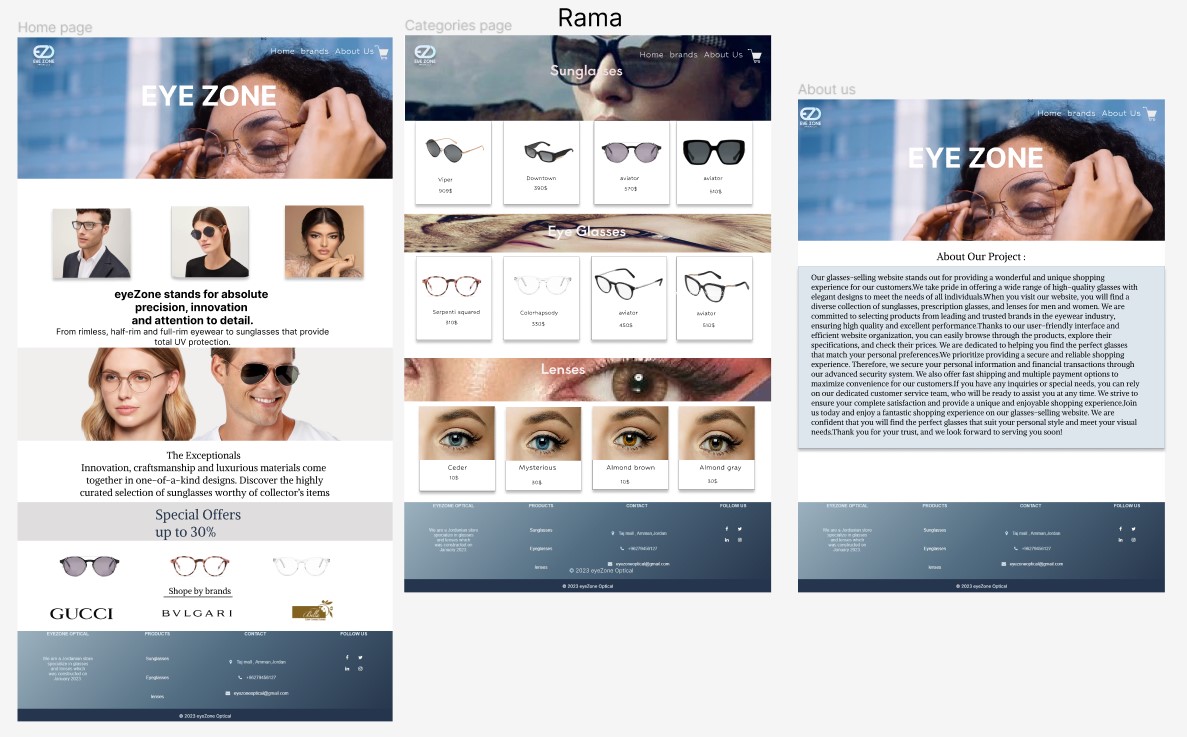 Rama
Home page
EYE ZONE
Home brands About Us
EYE ZONE
eyeZone stands for absolute
precision, innovation
and attention to detail.
From rimless, half-rim and full-rim eyewear to sunglasses that provide
total UV protection.
The Exceptionals
Innovation, craftsmanship and luxurious materials come
together in one-of-a-kind designs. Discover the highly
curated selection of sunglasses worthy of collector's items
Special Offers
up to 30%
Shope by brands
GUCCI
BVLGARI
Bella
EYEZONE OPTICAL
We are a Jordanian store
specialize in glasses
and lenses which
was constructed on
January 2023
PRODUCTS
Sunglasses
Eyeglasses
lenses
CONTACT
Taj mall , Amman,Jordan
+96279450127
eyezoneoptical@gmail.com
FOLLOW US
© 2023 eyeZone Optical
Categories page
EYE ZONE
Home brands About Us
Sunglasses
Viper
909$
Downtown
390$
aviator
570$
aviator
510$
Eye Glasses
Serpenti squared
310$
Colorhapsody
330$
aviator
450$
aviator
510$
Lenses
Ceder
10$
Mysterious
30$
Almond brown
10$
Almond gray
30$
EYEZONE OPTICAL
We are a Jordanian store
specialize in glasses
and lenses which
was constructed on
January 2023
PRODUCTS
Sunglasses
Eyeglasses
lenses
CONTACT
Taj mall , Amman,Jordan
+96279450127
eyezoneoptical@gmail.com
FOLLOW US
© 2023 eyeZone Optical
© 2023 eyeZone Optical
About us
EYE ZONE
Home brands About Us
EYE ZONE
About Our Project :
Our glasses-selling website stands out for providing a wonderful and unique shopping
experience for our customers.We take pride in offering a wide range of high-quality glasses with
elegant designs to meet the needs of all individuals.When you visit our website, you will find a
diverse collection of sunglasses, prescription glasses, and lenses for men and women. We are
committed to selecting products from leading and trusted brands in the eyewear industry,
ensuring high quality and excellent performance.Thanks to our user-friendly interface and
efficient website organization, you can easily browse through the products, explore their
specifications, and check their prices. We are dedicated to helping you find the perfect glasses
that match your personal preferences.We prioritize providing a secure and reliable shopping
experience. Therefore, we secure your personal information and financial transactions through
our advanced security system. We also offer fast shipping and multiple payment options to
maximize convenience for our customers.If you have any inquiries or special needs, you can rely
on our dedicated customer service team, who will be ready to assist you at any time. We strive to
ensure your complete satisfaction and provide a unique and enjoyable shopping experience.Join
us today and enjoy a fantastic shopping experience on our glasses-selling website. We are
confident that you will find the perfect glasses that suit your personal style and meet your visual
needs.Thank you for your trust, and we look forward to serving you soon!
EYEZONE OPTICAL
We are a Jordanian store
specialize in glasses
and lenses which
was constructed on
January 2023
PRODUCTS
Sunglasses
Eyeglasses
lenses
CONTACT
Taj mall , Amman,Jordan
+96279450127
eyezoneoptical@gmail.com
FOLLOW US
© 2023 eyeZone Optical